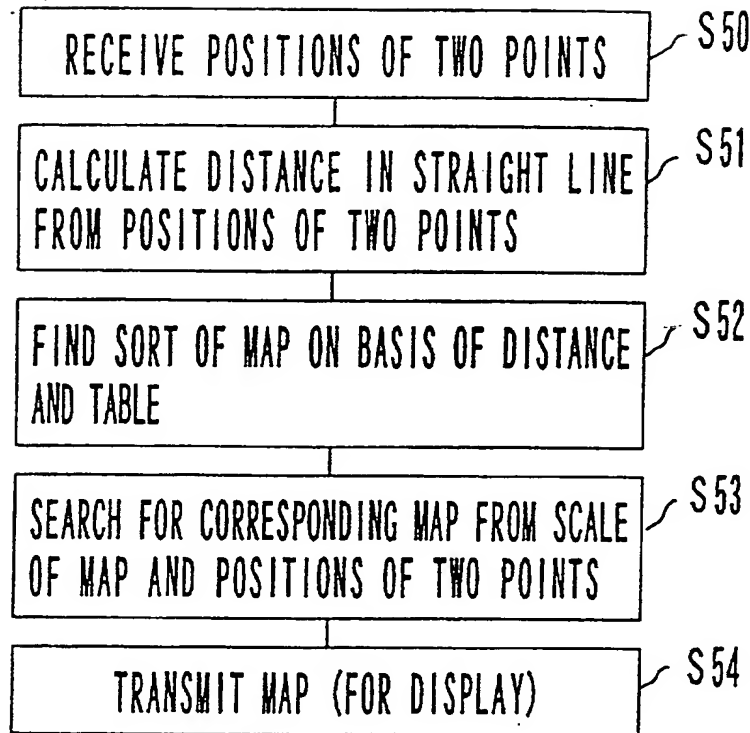 RECEIVE POSITIONS OF TWO POINTS
S50
CALCULATE DISTANCE IN STRAIGHT LINE
FROM POSITIONS OF TWO POINTS
S51
FIND SORT OF MAP ON BASIS OF DISTANCE
AND TABLE
S52
SEARCH FOR CORRESPONDING MAP FROM SCALE
OF MAP AND POSITIONS OF TWO POINTS
S53
TRANSMIT MAP (FOR DISPLAY)
S54